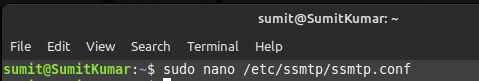 sumit@SumitKumar: ~
File Edit View Search Terminal Help
sumit@SumitKumar:~$ sudo nano /etc/ssmtp/ssmtp.conf